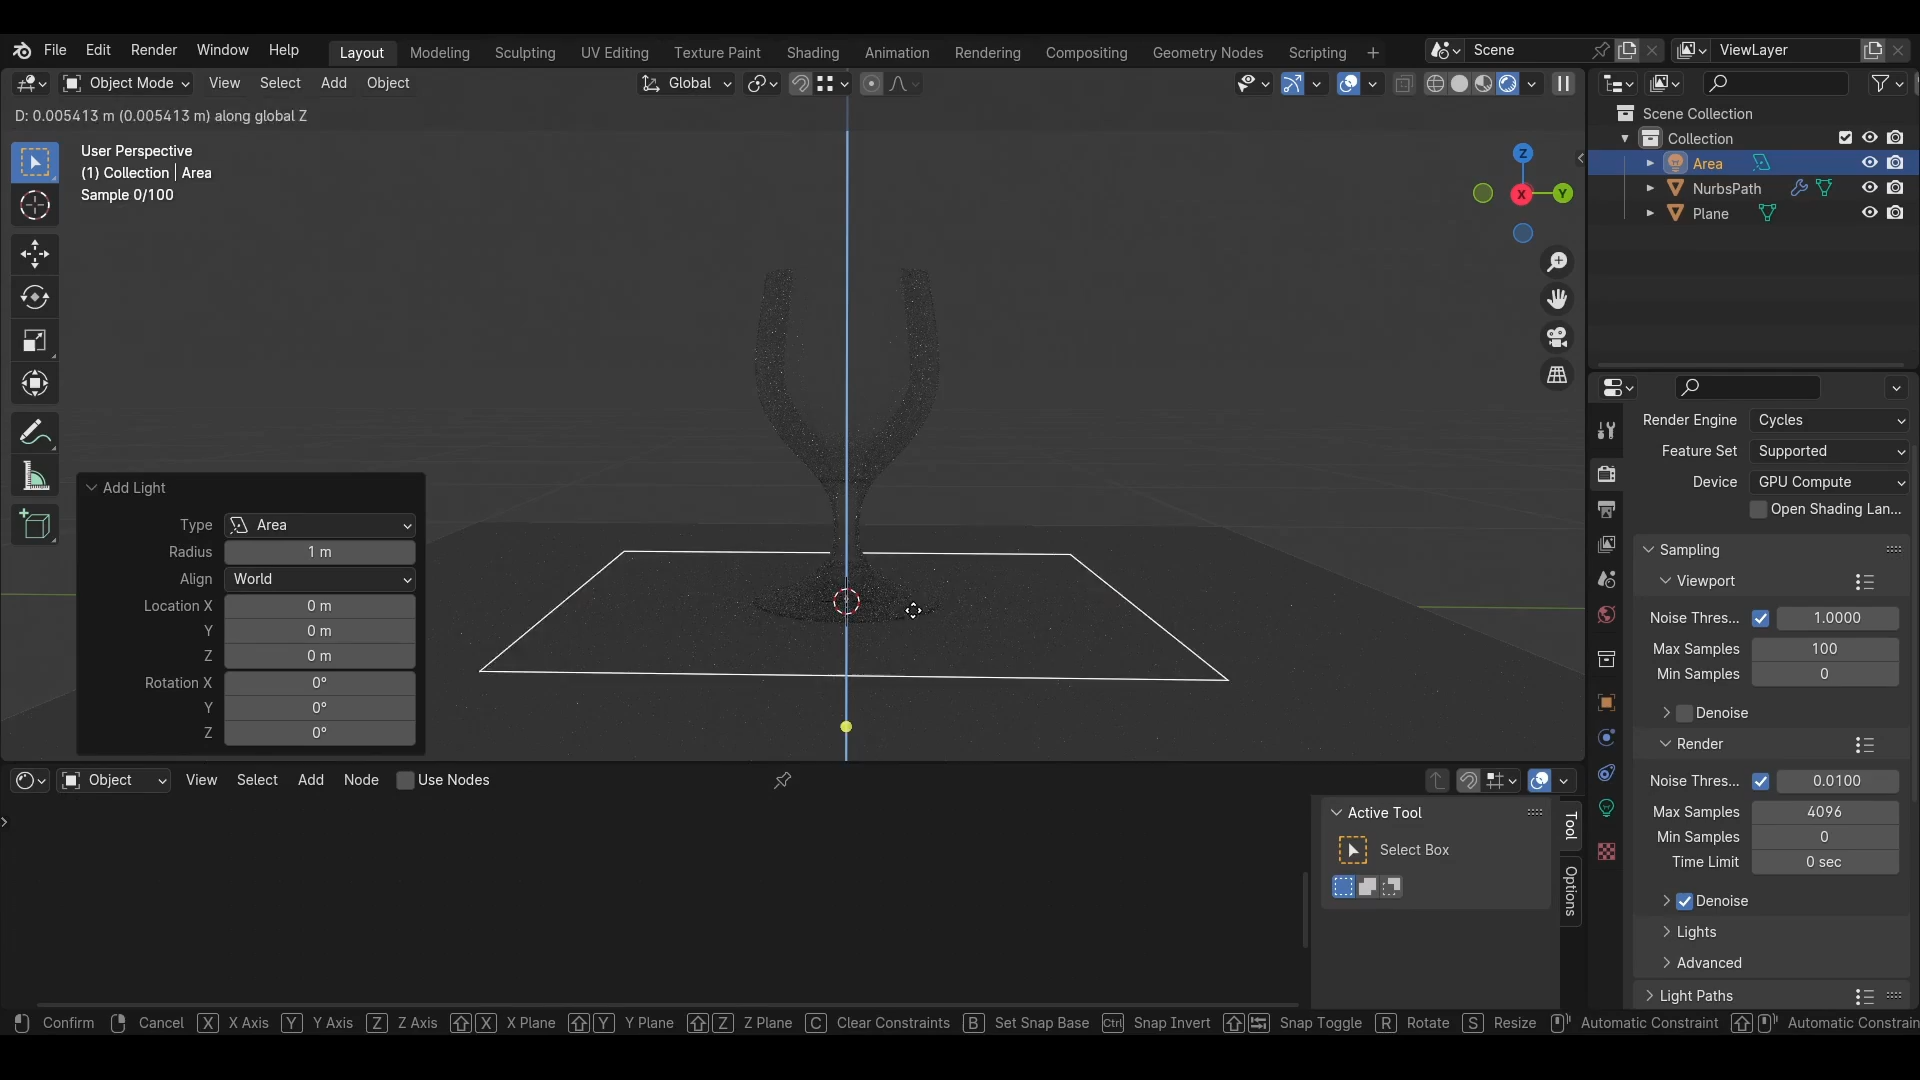 File Edit Render Window Help Layout Modeling Sculpting UV Editing Texture Paint Shading Animation Rendering Compositing Geometry Nodes Scripting + Scene ViewLayer
Object Mode View Select Add Object Global
D: 0.005413 m (0.005413 m) along global Z
User Perspective
(1) Collection | Area
Sample 0/100
Z
X
Y
Scene Collection
Collection
Area
NurbsPath
Plane
Add Light
Type Area
Radius 1 m
Align World
Location X 0 m
Y 0 m
Z 0 m
Rotation X 0°
Y 0°
Z 0°
Render Engine Cycles
Feature Set Supported
Device GPU Compute
Open Shading Lan...
Sampling
Viewport
Noise Thres... 1.0000
Max Samples 100
Min Samples 0
Denoise
Render
Noise Thres... 0.0100
Max Samples 4096
Min Samples 0
Time Limit 0 sec
Denoise
Lights
Advanced
Light Paths
Object View Select Add Node Use Nodes
Active Tool
Select Box
Tool
Options
Confirm Cancel X X Axis Y Y Axis Z Z Axis X X Plane Y Y Plane Z Z Plane C Clear Constraints B Set Snap Base Ctrl Snap Invert Snap Toggle R Rotate S Resize Automatic Constraint Automatic Constrain